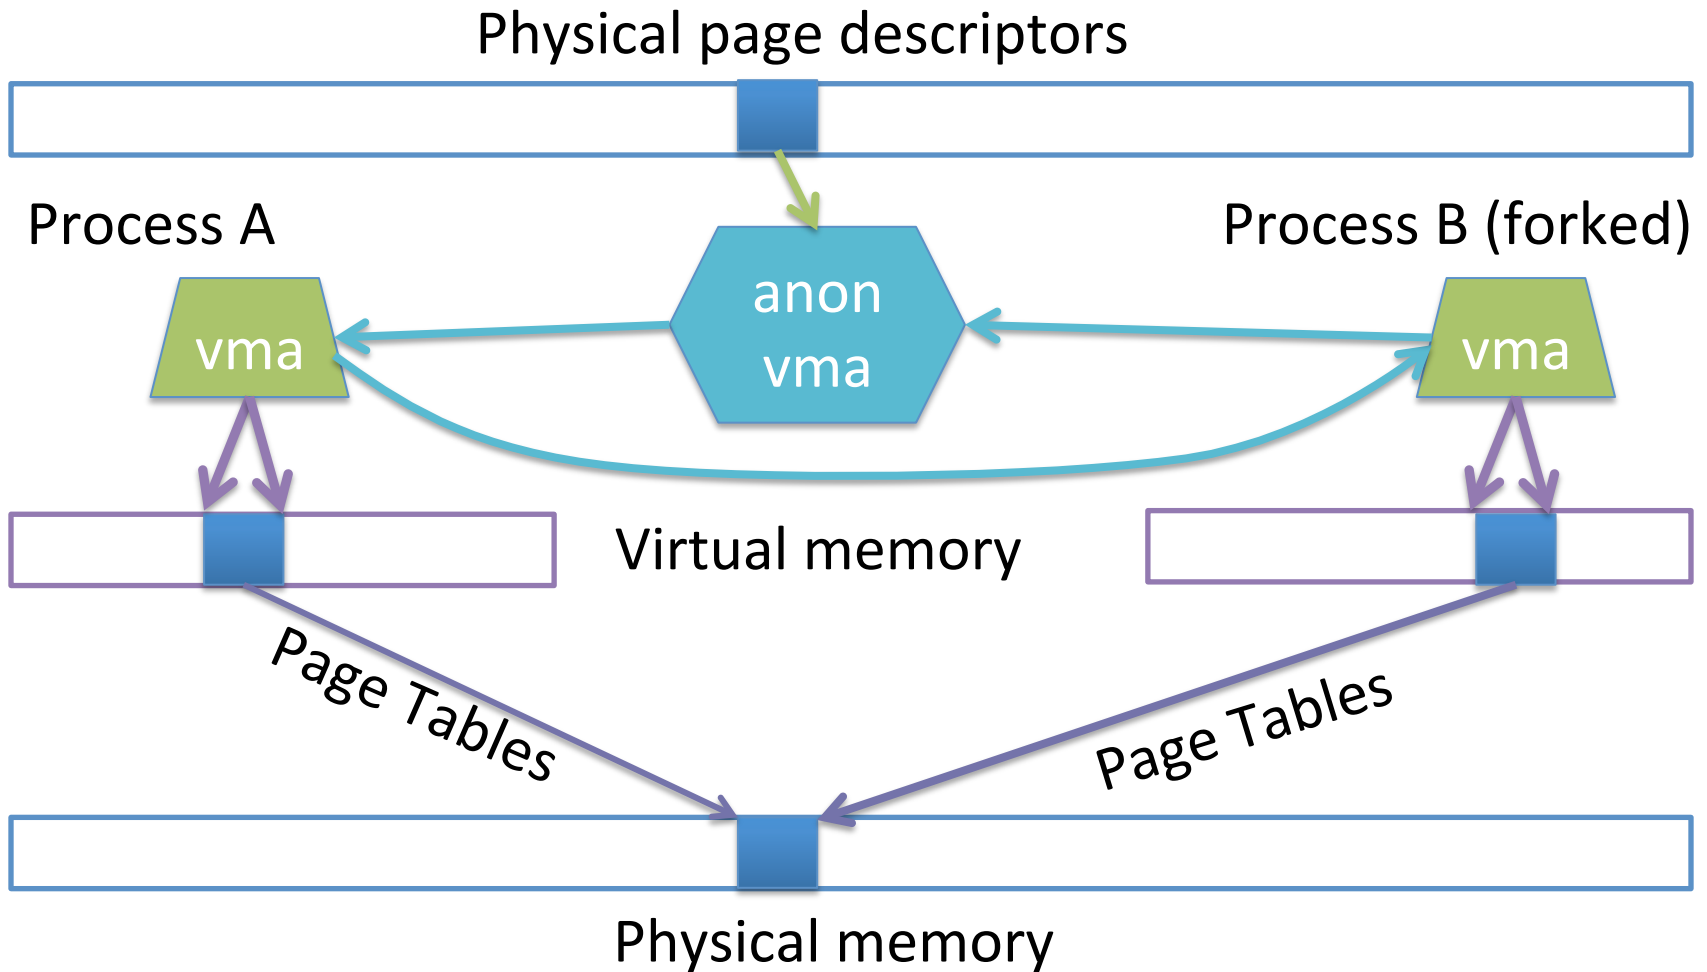 Physical page descriptors
Process A
Process B (forked)
anon
vma
vma
vma
Virtual memory
Page Tables
Page Tables
Physical memory